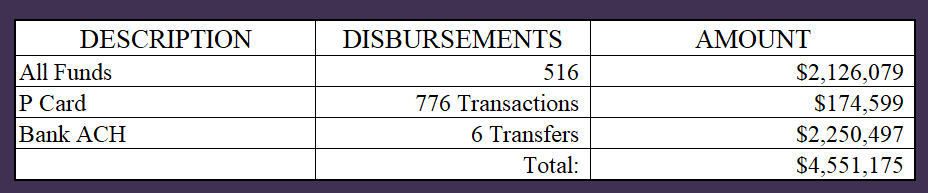 DESCRIPTION DISBURSEMENTS AMOUNT
All Funds 516 $2,126,079
P Card 776 Transactions $174,599
Bank ACH 6 Transfers $2,250,497
Total: $4,551,175